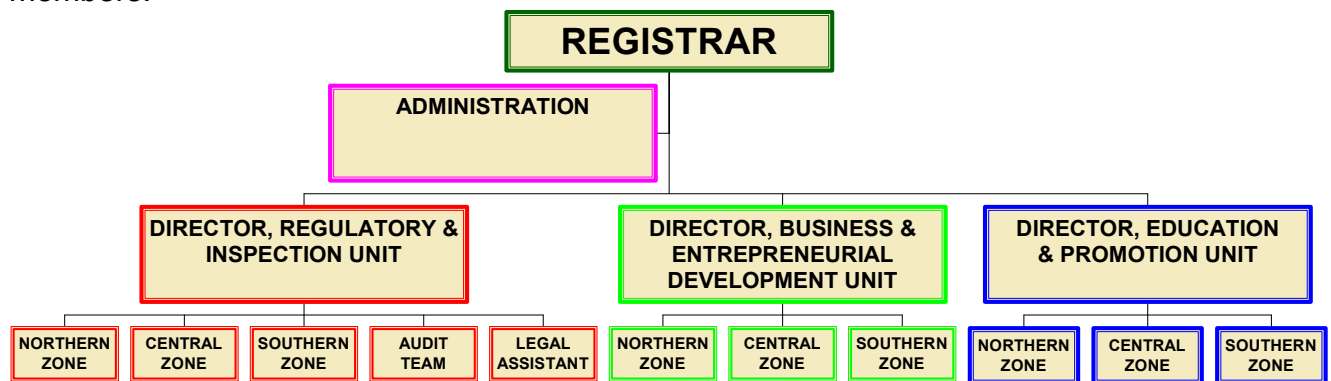 members.
REGISTRAR
ADMINISTRATION
DIRECTOR, REGULATORY &
INSPECTION UNIT
DIRECTOR, BUSINESS &
ENTREPRENEURIAL
DEVELOPMENT UNIT
DIRECTOR, EDUCATION
& PROMOTION UNIT
NORTHERN
ZONE
CENTRAL
ZONE
SOUTHERN
ZONE
AUDIT
TEAM
LEGAL
ASSISTANT
NORTHERN
ZONE
CENTRAL
ZONE
SOUTHERN
ZONE
NORTHERN
ZONE
CENTRAL
ZONE
SOUTHERN
ZONE